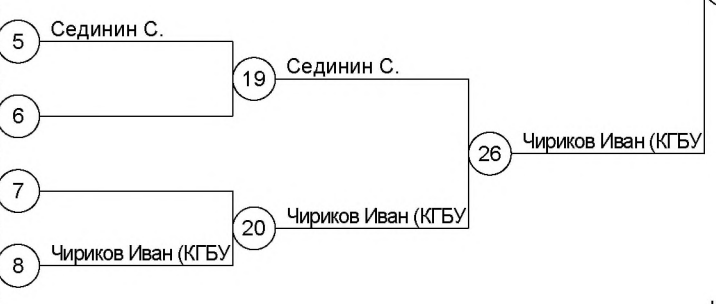 5 Сединин С.
19 Сединин С.
6
26 Чириков Иван (КГБУ
7
20 Чириков Иван (КГБУ
8 Чириков Иван (КГБУ